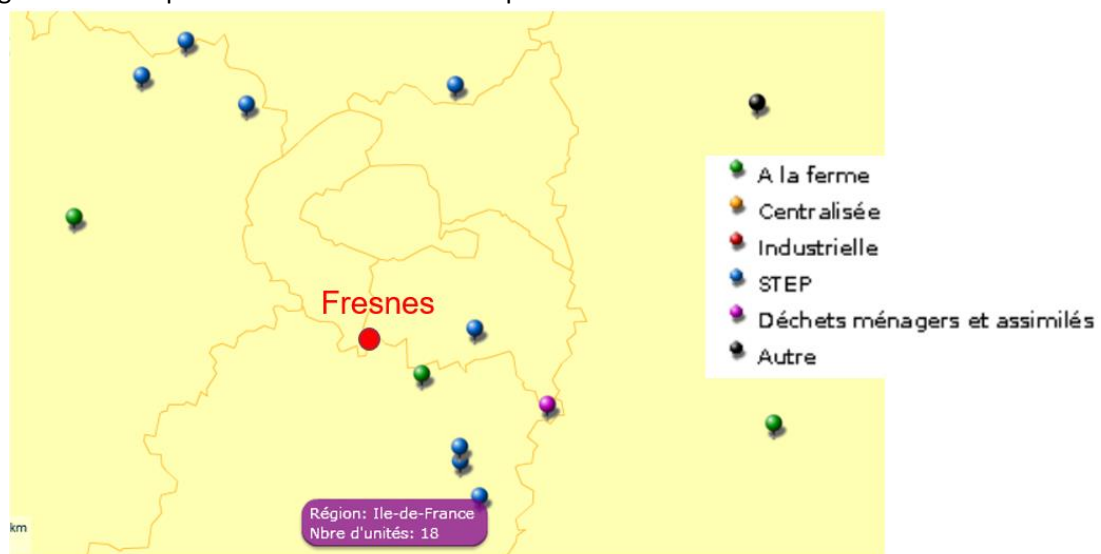 Fresnes
A la ferme
Centralisée
Industrielle
STEP
Déchets ménagers et assimilés
Autre
Région: Ile-de-France
Nbre d'unités: 18
km